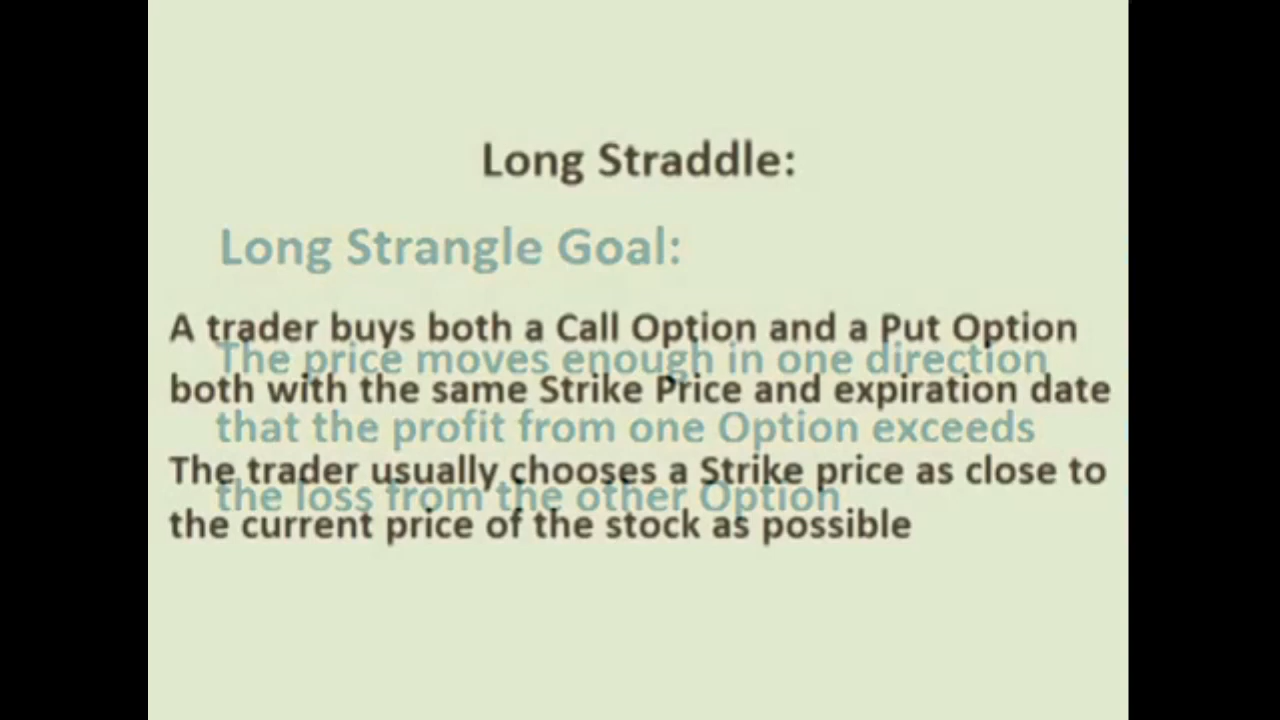 Long Straddle:
Long Strangle Goal:
A trader buys both a Call Option and a Put Option
The price moves enough in one direction
both with the same Strike Price and expiration date
that the profit from one Option exceeds
The trader usually chooses a Strike price as close to
the loss from the other Option
the current price of the stock as possible